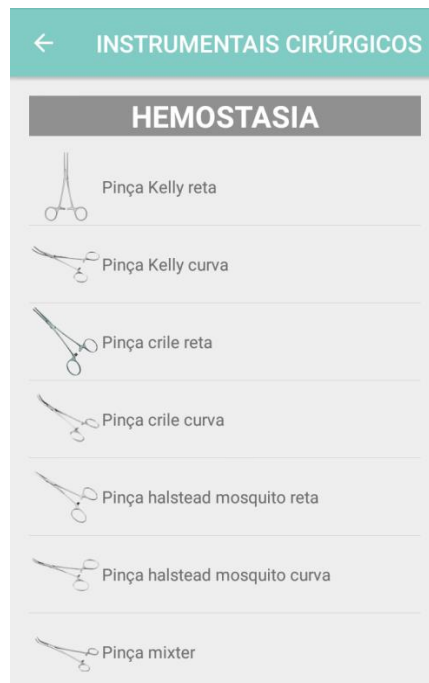 INSTRUMENTAIS CIRÚRGICOS
HEMOSTASIA
Pinça Kelly reta
Pinça Kelly curva
Pinça crile reta
Pinça crile curva
Pinça halstead mosquito reta
Pinça halstead mosquito curva
Pinça mixter